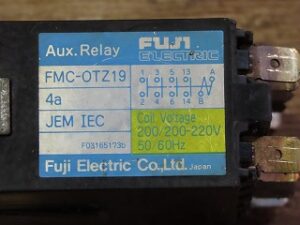 Aux. Relay
FUJI
ELECTRIC
FMC-OTZ19
1 3 5 13 A
2 4 6 14 B
4a
JEM IEC
Coil Voltage
200/200-220V
50 60Hz
F03165173b
Fuji Electric Co.Ltd. Japan